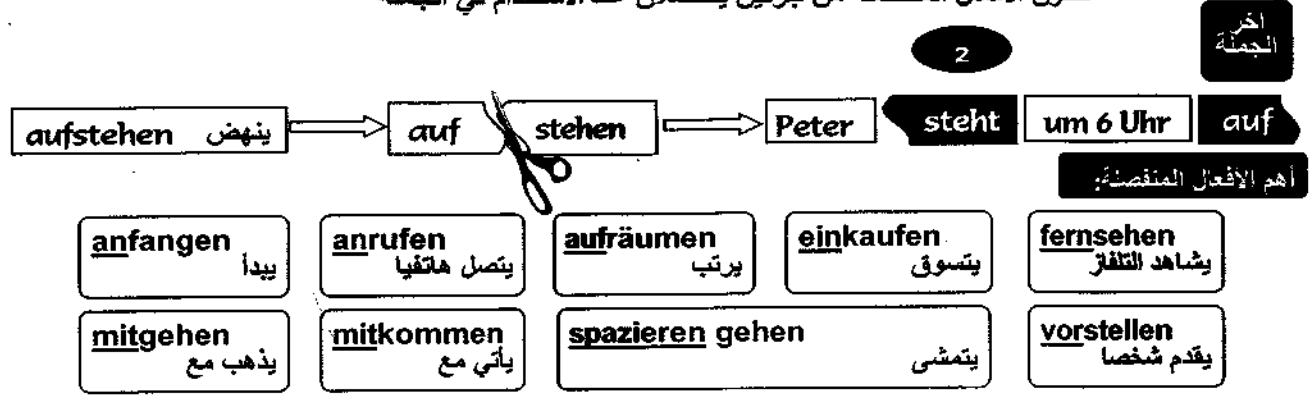 اخر
الجملة
2
aufstehen ينهض auf stehen Peter steht um 6 Uhr auf
أهم الأفعال المنفصلة:
anfangen
يبدأ
anrufen
يتصل هاتفيا
aufräumen
يرتب
einkaufen
يتسوق
fernsehen
يشاهد التلفاز
mitgehen
يذهب مع
mitkommen
يأتي مع
spazieren gehen
يتمشى
vorstellen
يقدم شخصا